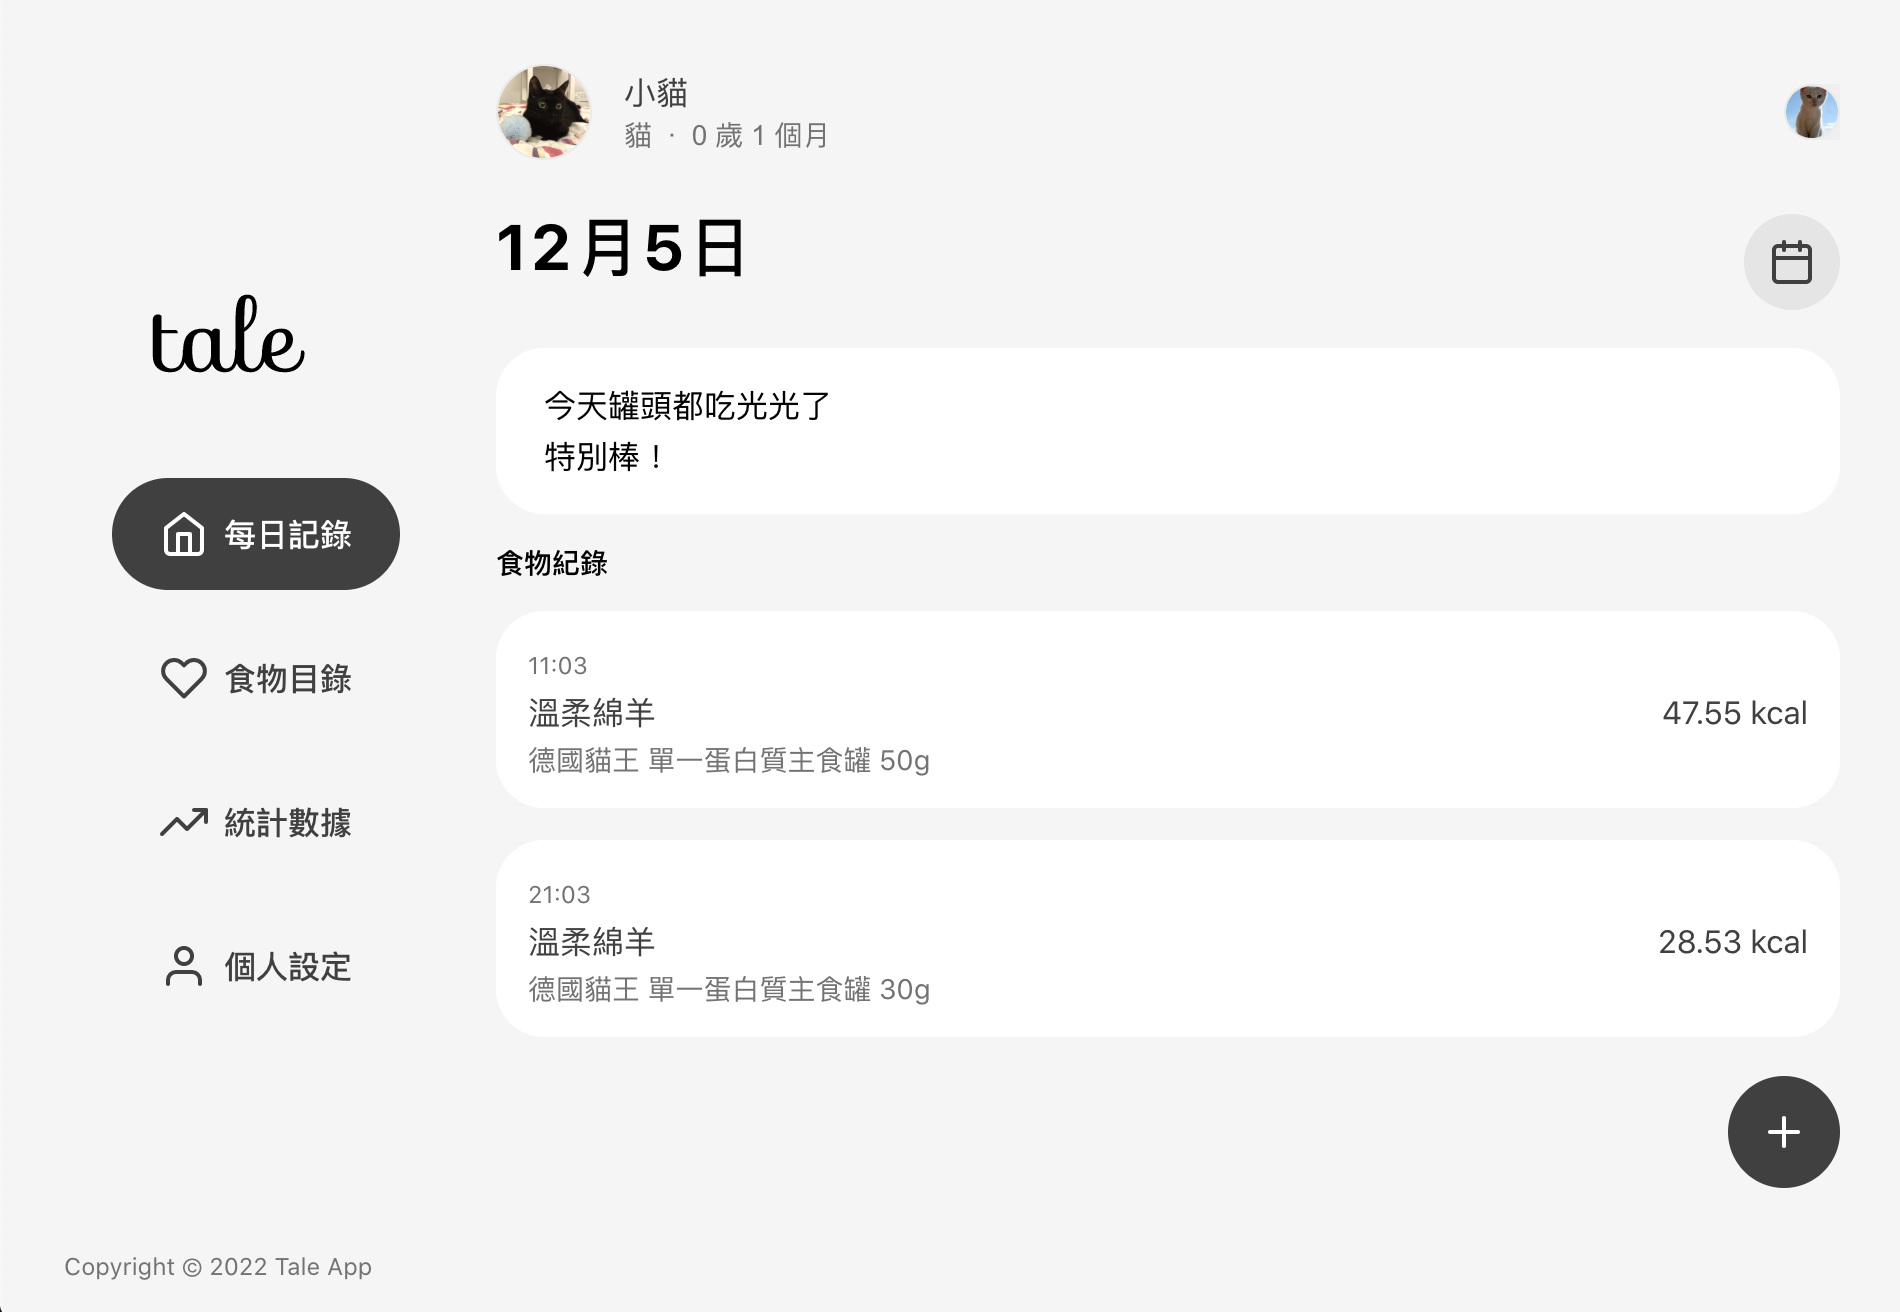 小貓
貓 · 0 歲 1 個月
12月5日
tale
今天罐頭都吃光光了
特別棒！
每日記錄
食物目錄
統計數據
個人設定
食物紀錄
11:03
溫柔綿羊
47.55 kcal
德國貓王 單一蛋白質主食罐 50g
21:03
溫柔綿羊
28.53 kcal
德國貓王 單一蛋白質主食罐 30g
Copyright © 2022 Tale App